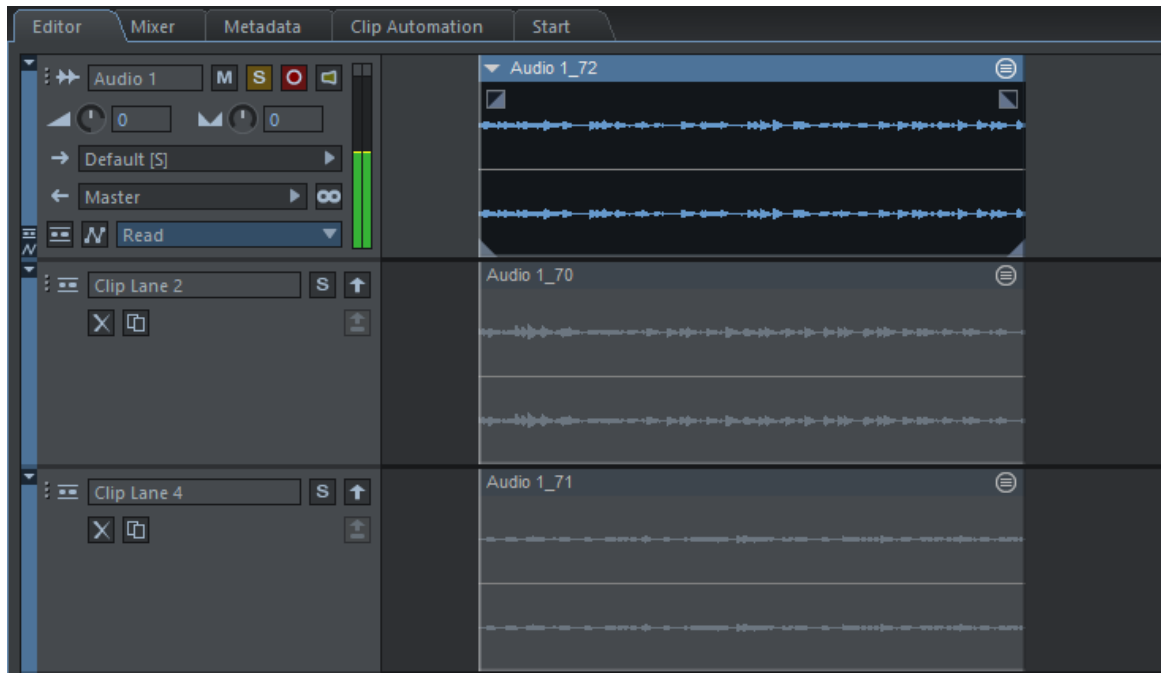 Editor Mixer Metadata Clip Automation Start
Audio 1 M S O
0 0
Default [S]
Master
Read
Audio 1_72
Clip Lane 2 S
Audio 1_70
Clip Lane 4 S
Audio 1_71